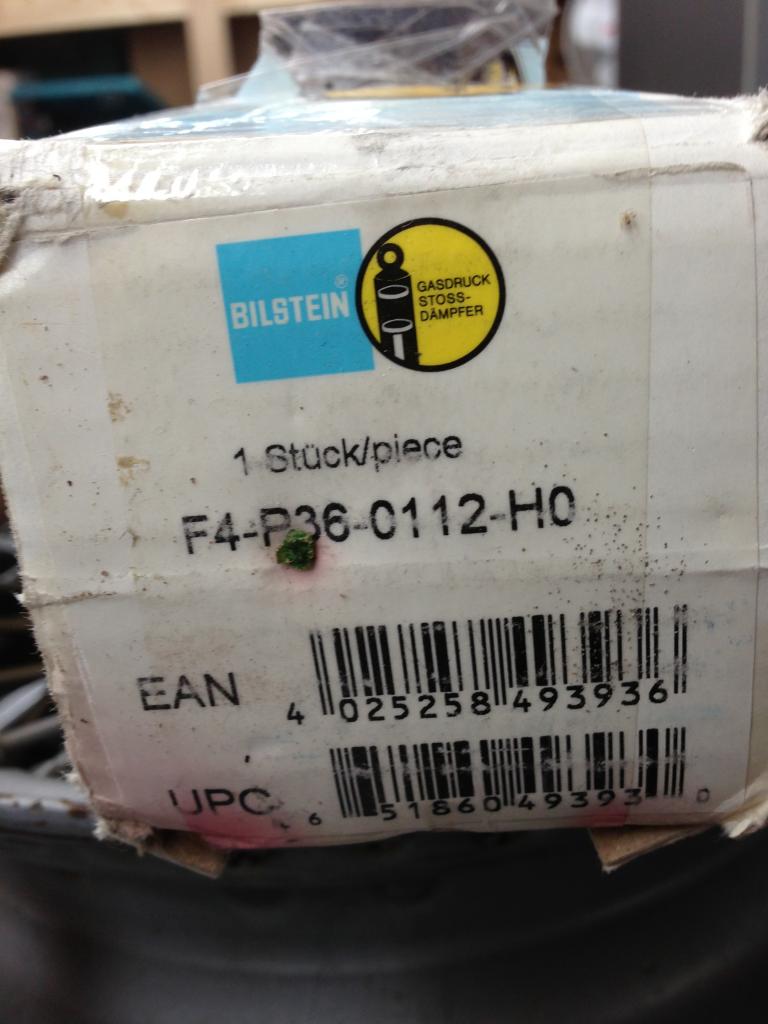 BILSTEIN®
GASDRUCK
STOSS-
DÄMPFER
1 Stück/piece
F4-P36-0112-H0
EAN
4 025258 493936
UPC
6 51860 49393 0